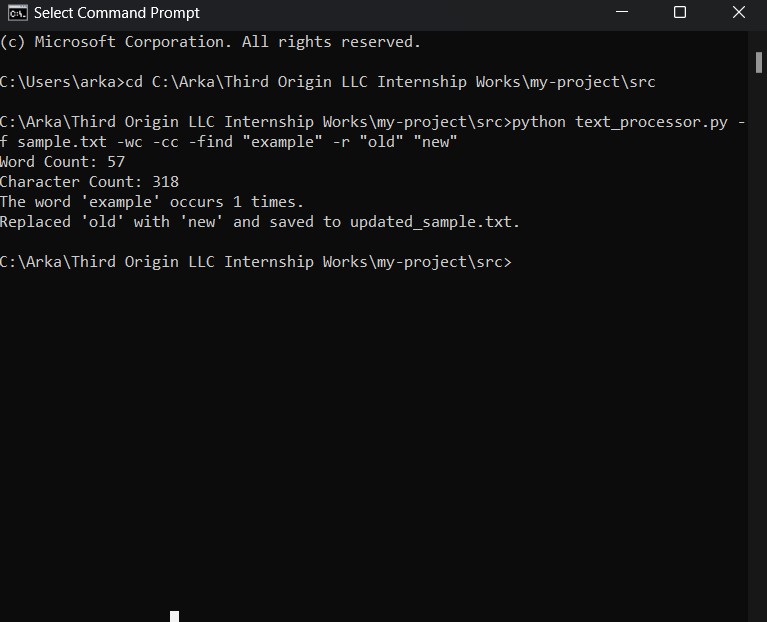 Select Command Prompt
(c) Microsoft Corporation. All rights reserved.
C:\Users\arka>cd C:\Arka\Third Origin LLC Internship Works\my-project\src
C:\Arka\Third Origin LLC Internship Works\my-project\src>python text_processor.py -
f sample.txt -wc -cc -find "example" -r "old" "new"
Word Count: 57
Character Count: 318
The word 'example' occurs 1 times.
Replaced 'old' with 'new' and saved to updated_sample.txt.
C:\Arka\Third Origin LLC Internship Works\my-project\src>